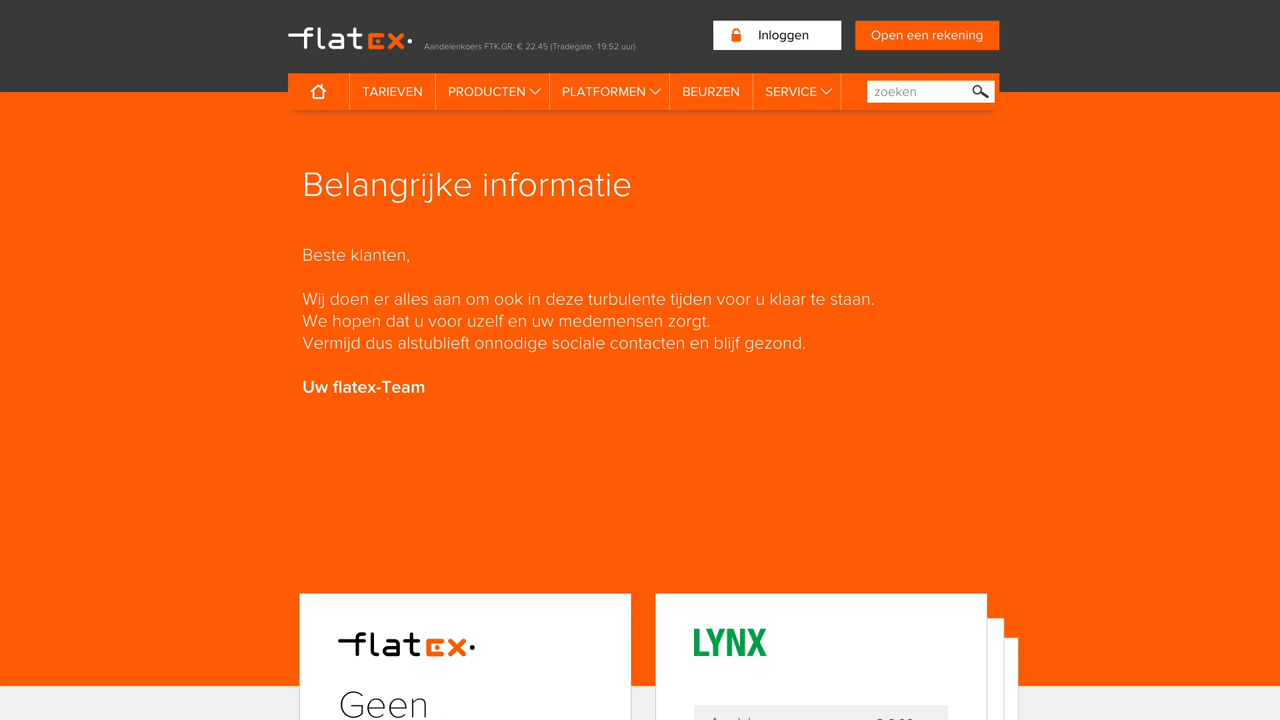 flatex.
Aandelenkoers FTK.GR: € 22.45 (Tradegate, 19:52 uur)
Inloggen
Open een rekening
TARIEVEN
PRODUCTEN
PLATFORMEN
BEURZEN
SERVICE
zoeken
Belangrijke informatie
Beste klanten,
Wij doen er alles aan om ook in deze turbulente tijden voor u klaar te staan.
We hopen dat u voor uzelf en uw medemensen zorgt.
Vermijd dus alstublieft onnodige sociale contacten en blijf gezond.
Uw flatex-Team
flatex.
LYNX
Geen